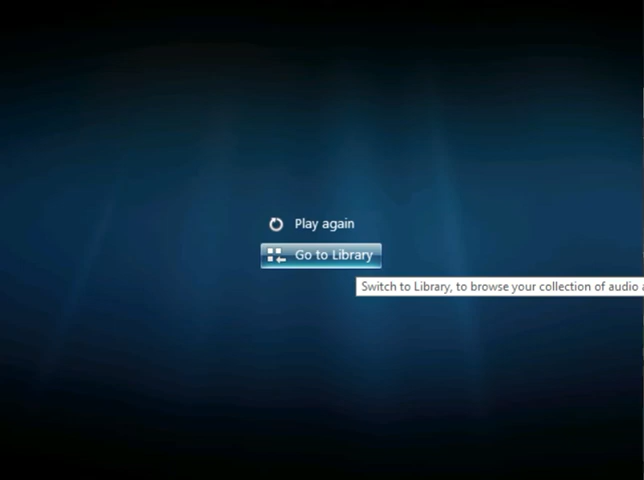 Play again
Go to Library
Switch to Library, to browse your collection of audio